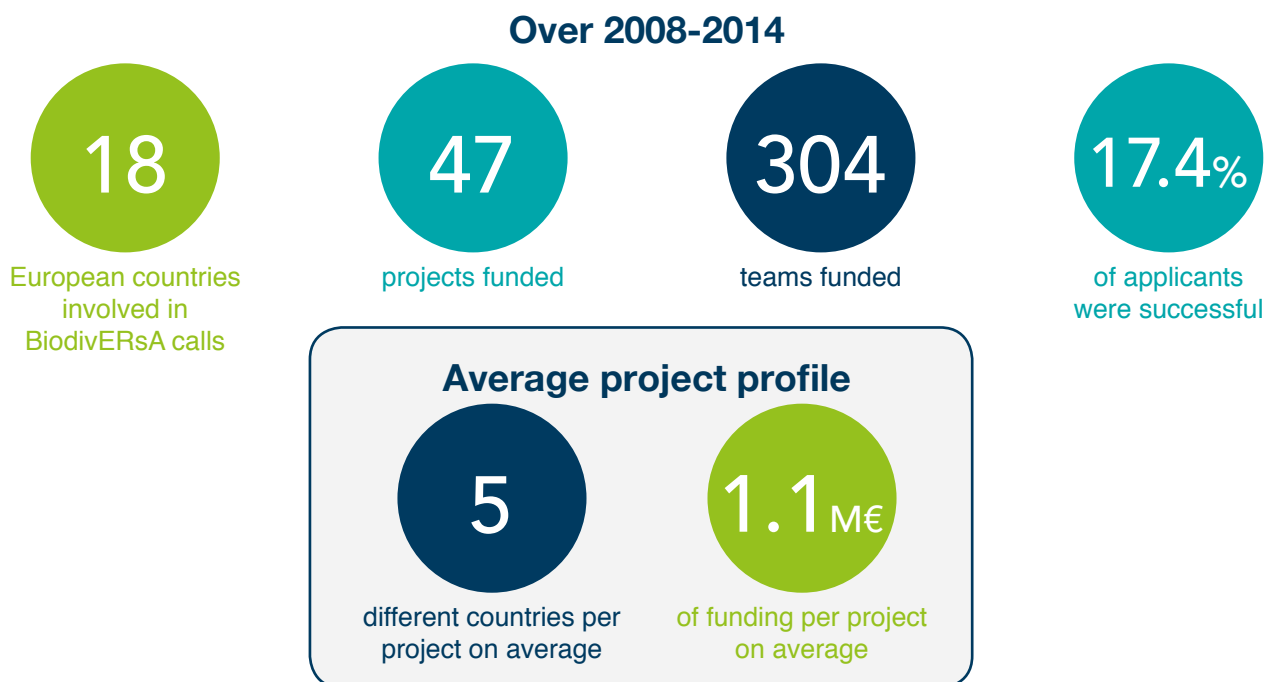 Over 2008-2014
18
European countries
involved in
BiodivERsA calls
47
projects funded
304
teams funded
17.4%
of applicants
were successful
Average project profile
5
different countries per
project on average
1.1M€
of funding per project
on average